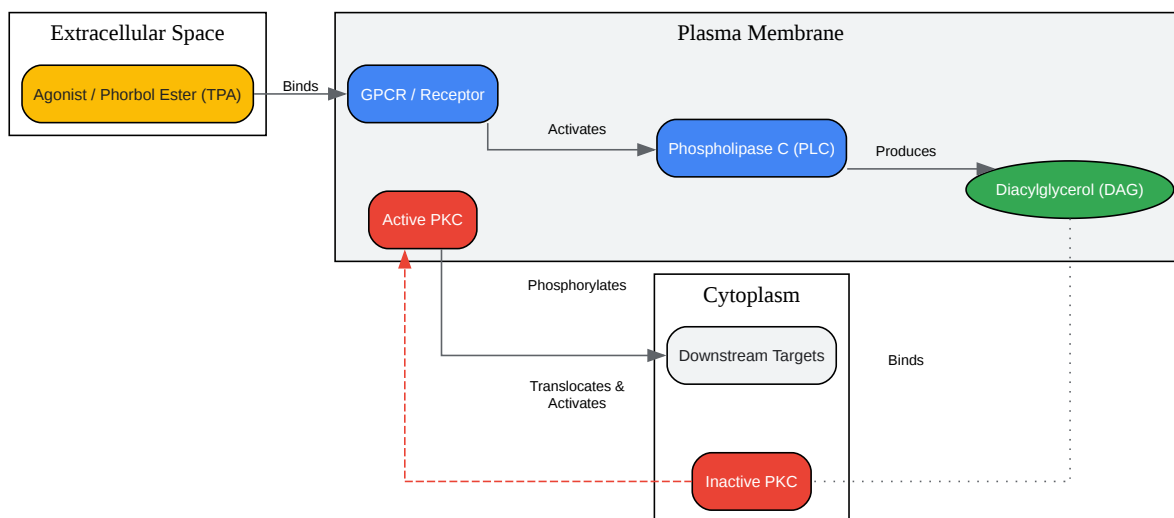 Extracellular Space
Plasma Membrane
Agonist / Phorbol Ester (TPA)
Binds
GPCR / Receptor
Activates
Phospholipase C (PLC)
Produces
Diacylglycerol (DAG)
Active PKC
Phosphorylates
Cytoplasm
Downstream Targets
Binds
Translocates &
Activates
Inactive PKC